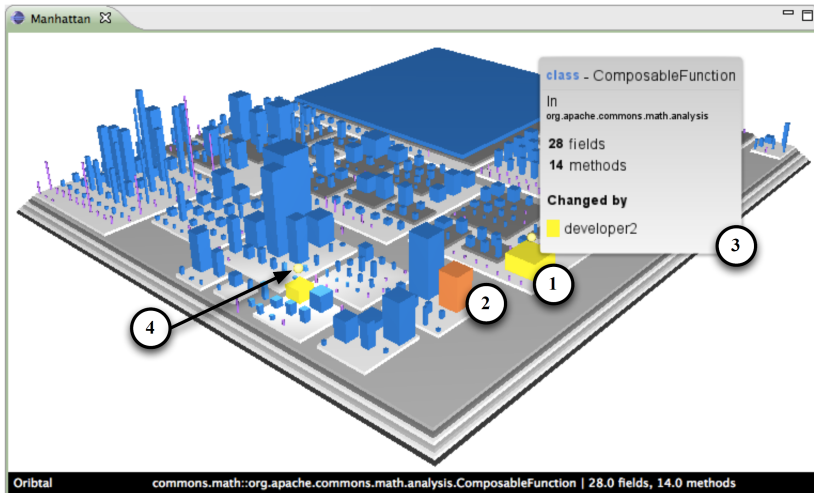 Manhattan
class - ComposableFunction
In
org.apache.commons.math.analysis
28 fields
14 methods
Changed by
developer2
3
1
2
4
Oribtal commons.math::org.apache.commons.math.analysis.ComposableFunction | 28.0 fields, 14.0 methods